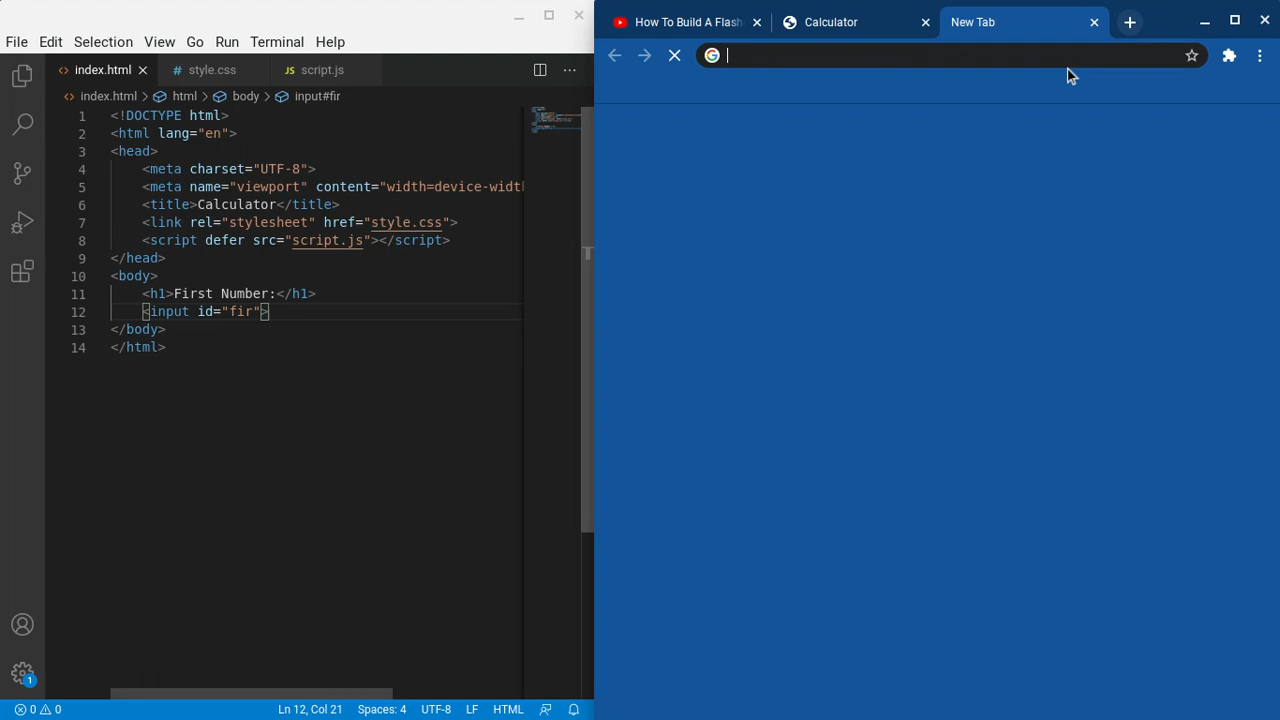 File Edit Selection View Go Run Terminal Help
index.html style.css script.js
index.html html body input#fir
1 <!DOCTYPE html>
2 <html lang="en">
3 <head>
4 <meta charset="UTF-8">
5 <meta name="viewport" content="width=device-width
6 <title>Calculator</title>
7 <link rel="stylesheet" href="style.css">
8 <script defer src="script.js"></script>
9 </head>
10 <body>
11 <h1>First Number:</h1>
12 <input id="fir">
13 </body>
14 </html>
1
0 0 Ln 12, Col 21 Spaces: 4 UTF-8 LF HTML
How To Build A Flash Calculator New Tab